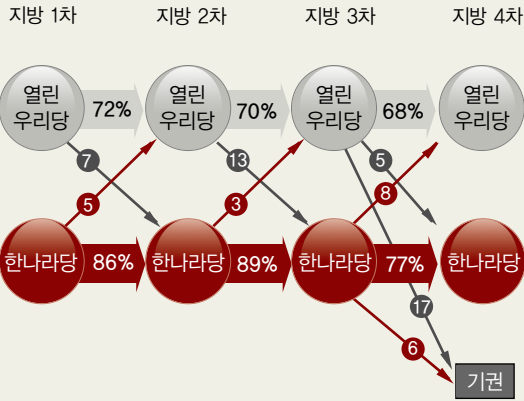 지방 1차
지방 2차
지방 3차
지방 4차
열린
우리당
72%
열린
우리당
70%
열린
우리당
68%
열린
우리당
7
13
5
5
3
8
한나라당
86%
한나라당
89%
한나라당
77%
한나라당
17
6
기권